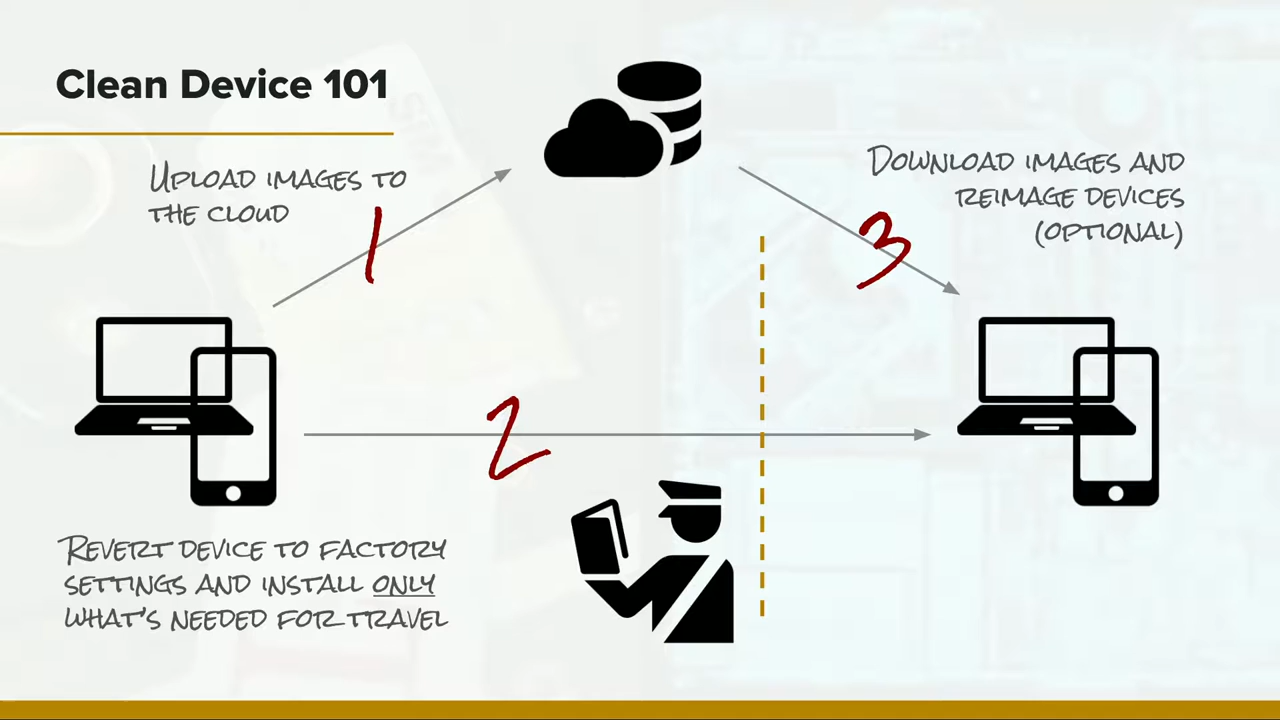 Clean Device 101
UPLOAD IMAGES TO
THE CLOUD
1
DOWNLOAD IMAGES AND
REIMAGE DEVICES
(OPTIONAL)
3
2
REVERT DEVICE TO FACTORY
SETTINGS AND INSTALL ONLY
WHAT'S NEEDED FOR TRAVEL